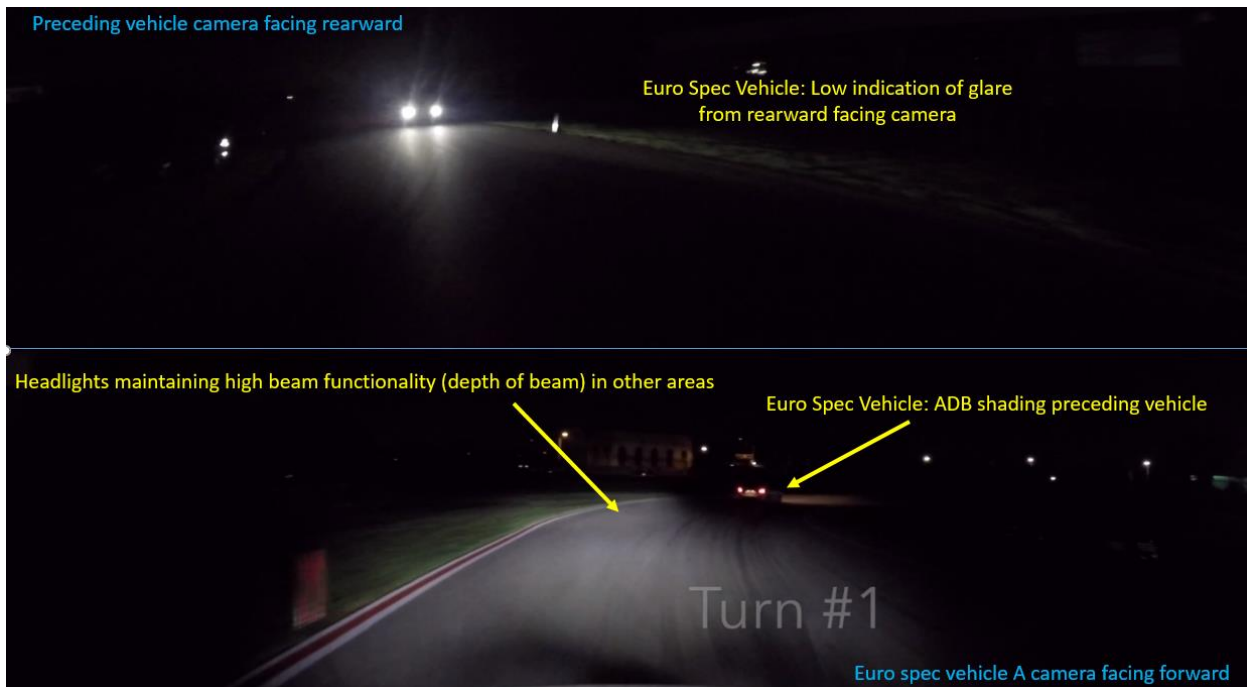 Preceding vehicle camera facing rearward
Euro Spec Vehicle: Low indication of glare
from rearward facing camera
Headlights maintaining high beam functionality (depth of beam) in other areas
Euro Spec Vehicle: ADB shading preceding vehicle
Turn #1
Euro spec vehicle A camera facing forward